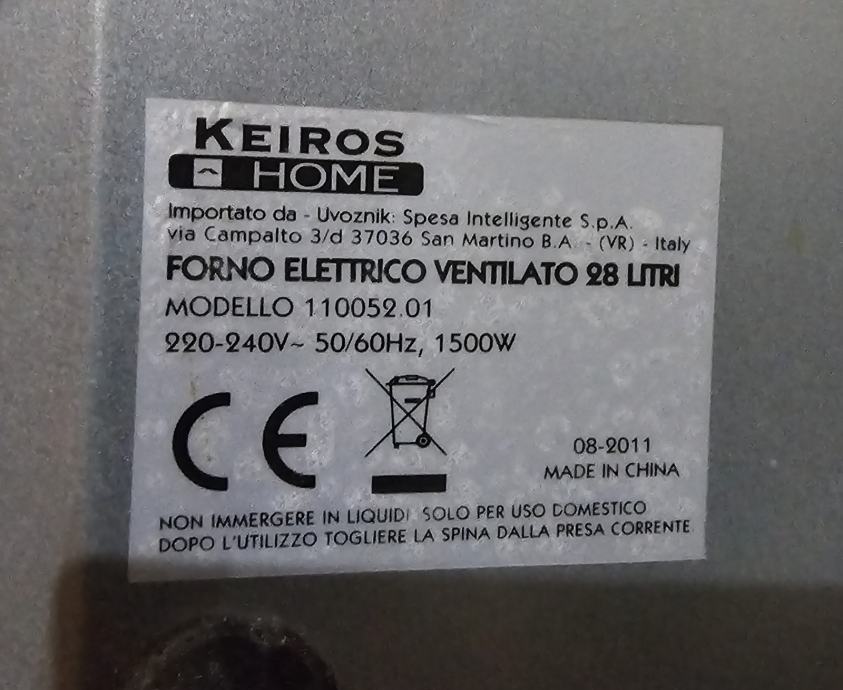 KEIROS
HOME
Importato da - Uvoznik: Spesa Intelligente S.p.A.
via Campalto 3/d 37036 San Martino B.A. - (VR) - Italy
FORNO ELETTRICO VENTILATO 28 LITRI
MODELLO 110052.01
220-240V~ 50/60Hz, 1500W
CE
08-2011
MADE IN CHINA
NON IMMERGERE IN LIQUIDI SOLO PER USO DOMESTICO
DOPO L'UTILIZZO TOGLIERE LA SPINA DALLA PRESA CORRENTE